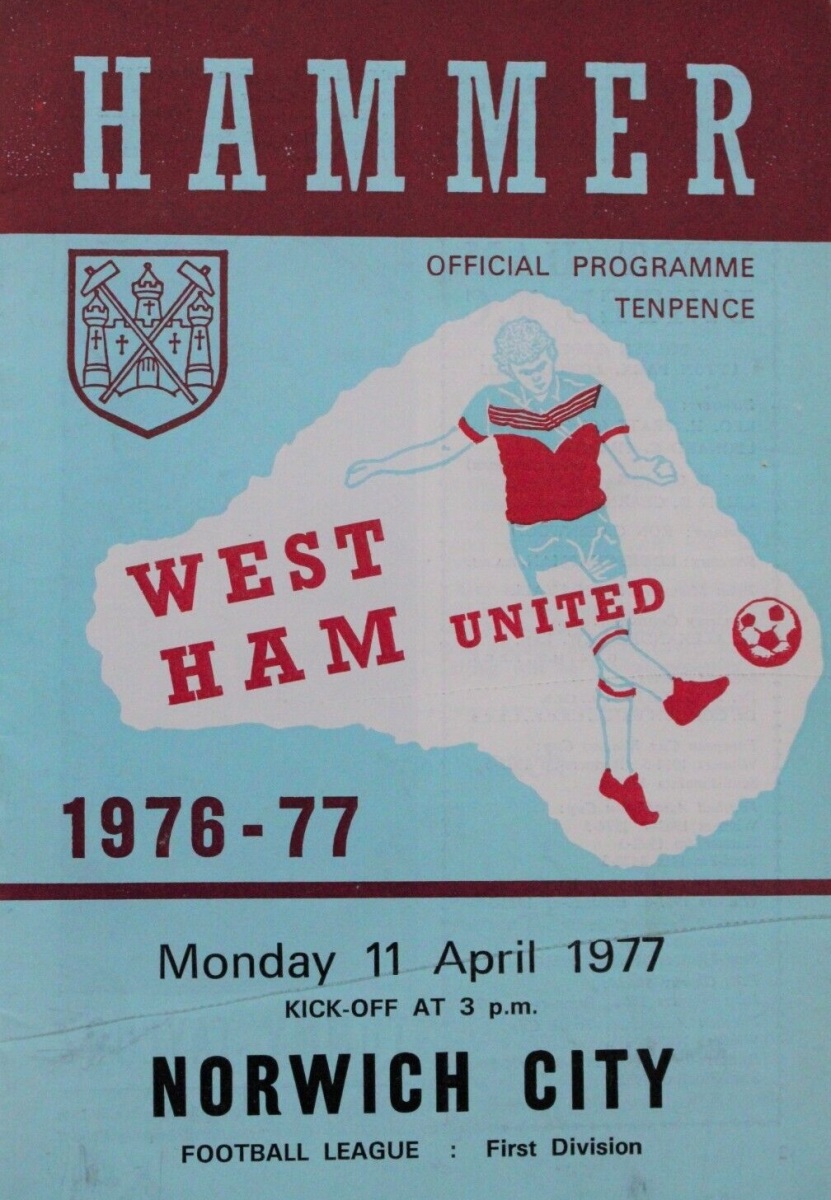 HAMMER
OFFICIAL PROGRAMME
TENPENCE
WEST
HAM UNITED
1976-77
Monday 11 April 1977
KICK-OFF AT 3 p.m.
NORWICH CITY
FOOTBALL LEAGUE : First Division